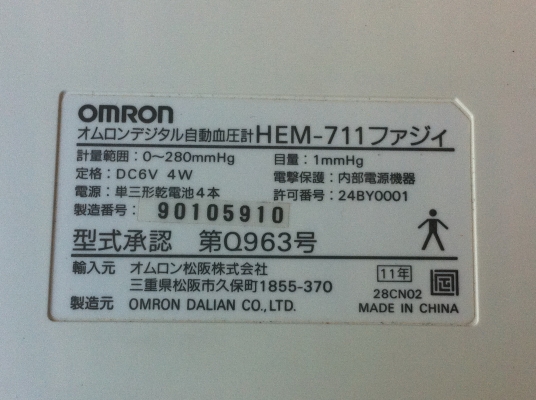 OMRON
オムロンデジタル自動血圧計HEM-711ファジィ
計量範囲：0～280mmHg 目量：1mmHg
定格：DC6V 4W 電撃保護：内部電源機器
電源：単三形乾電池4本 許可番号：24BY0001
製造番号：90105910
型式承認 第Q963号
輸入元 オムロン松阪株式会社
三重県松阪市久保町1855-370
製造元 OMRON DALIAN CO.,LTD.
11年
28CN02
MADE IN CHINA